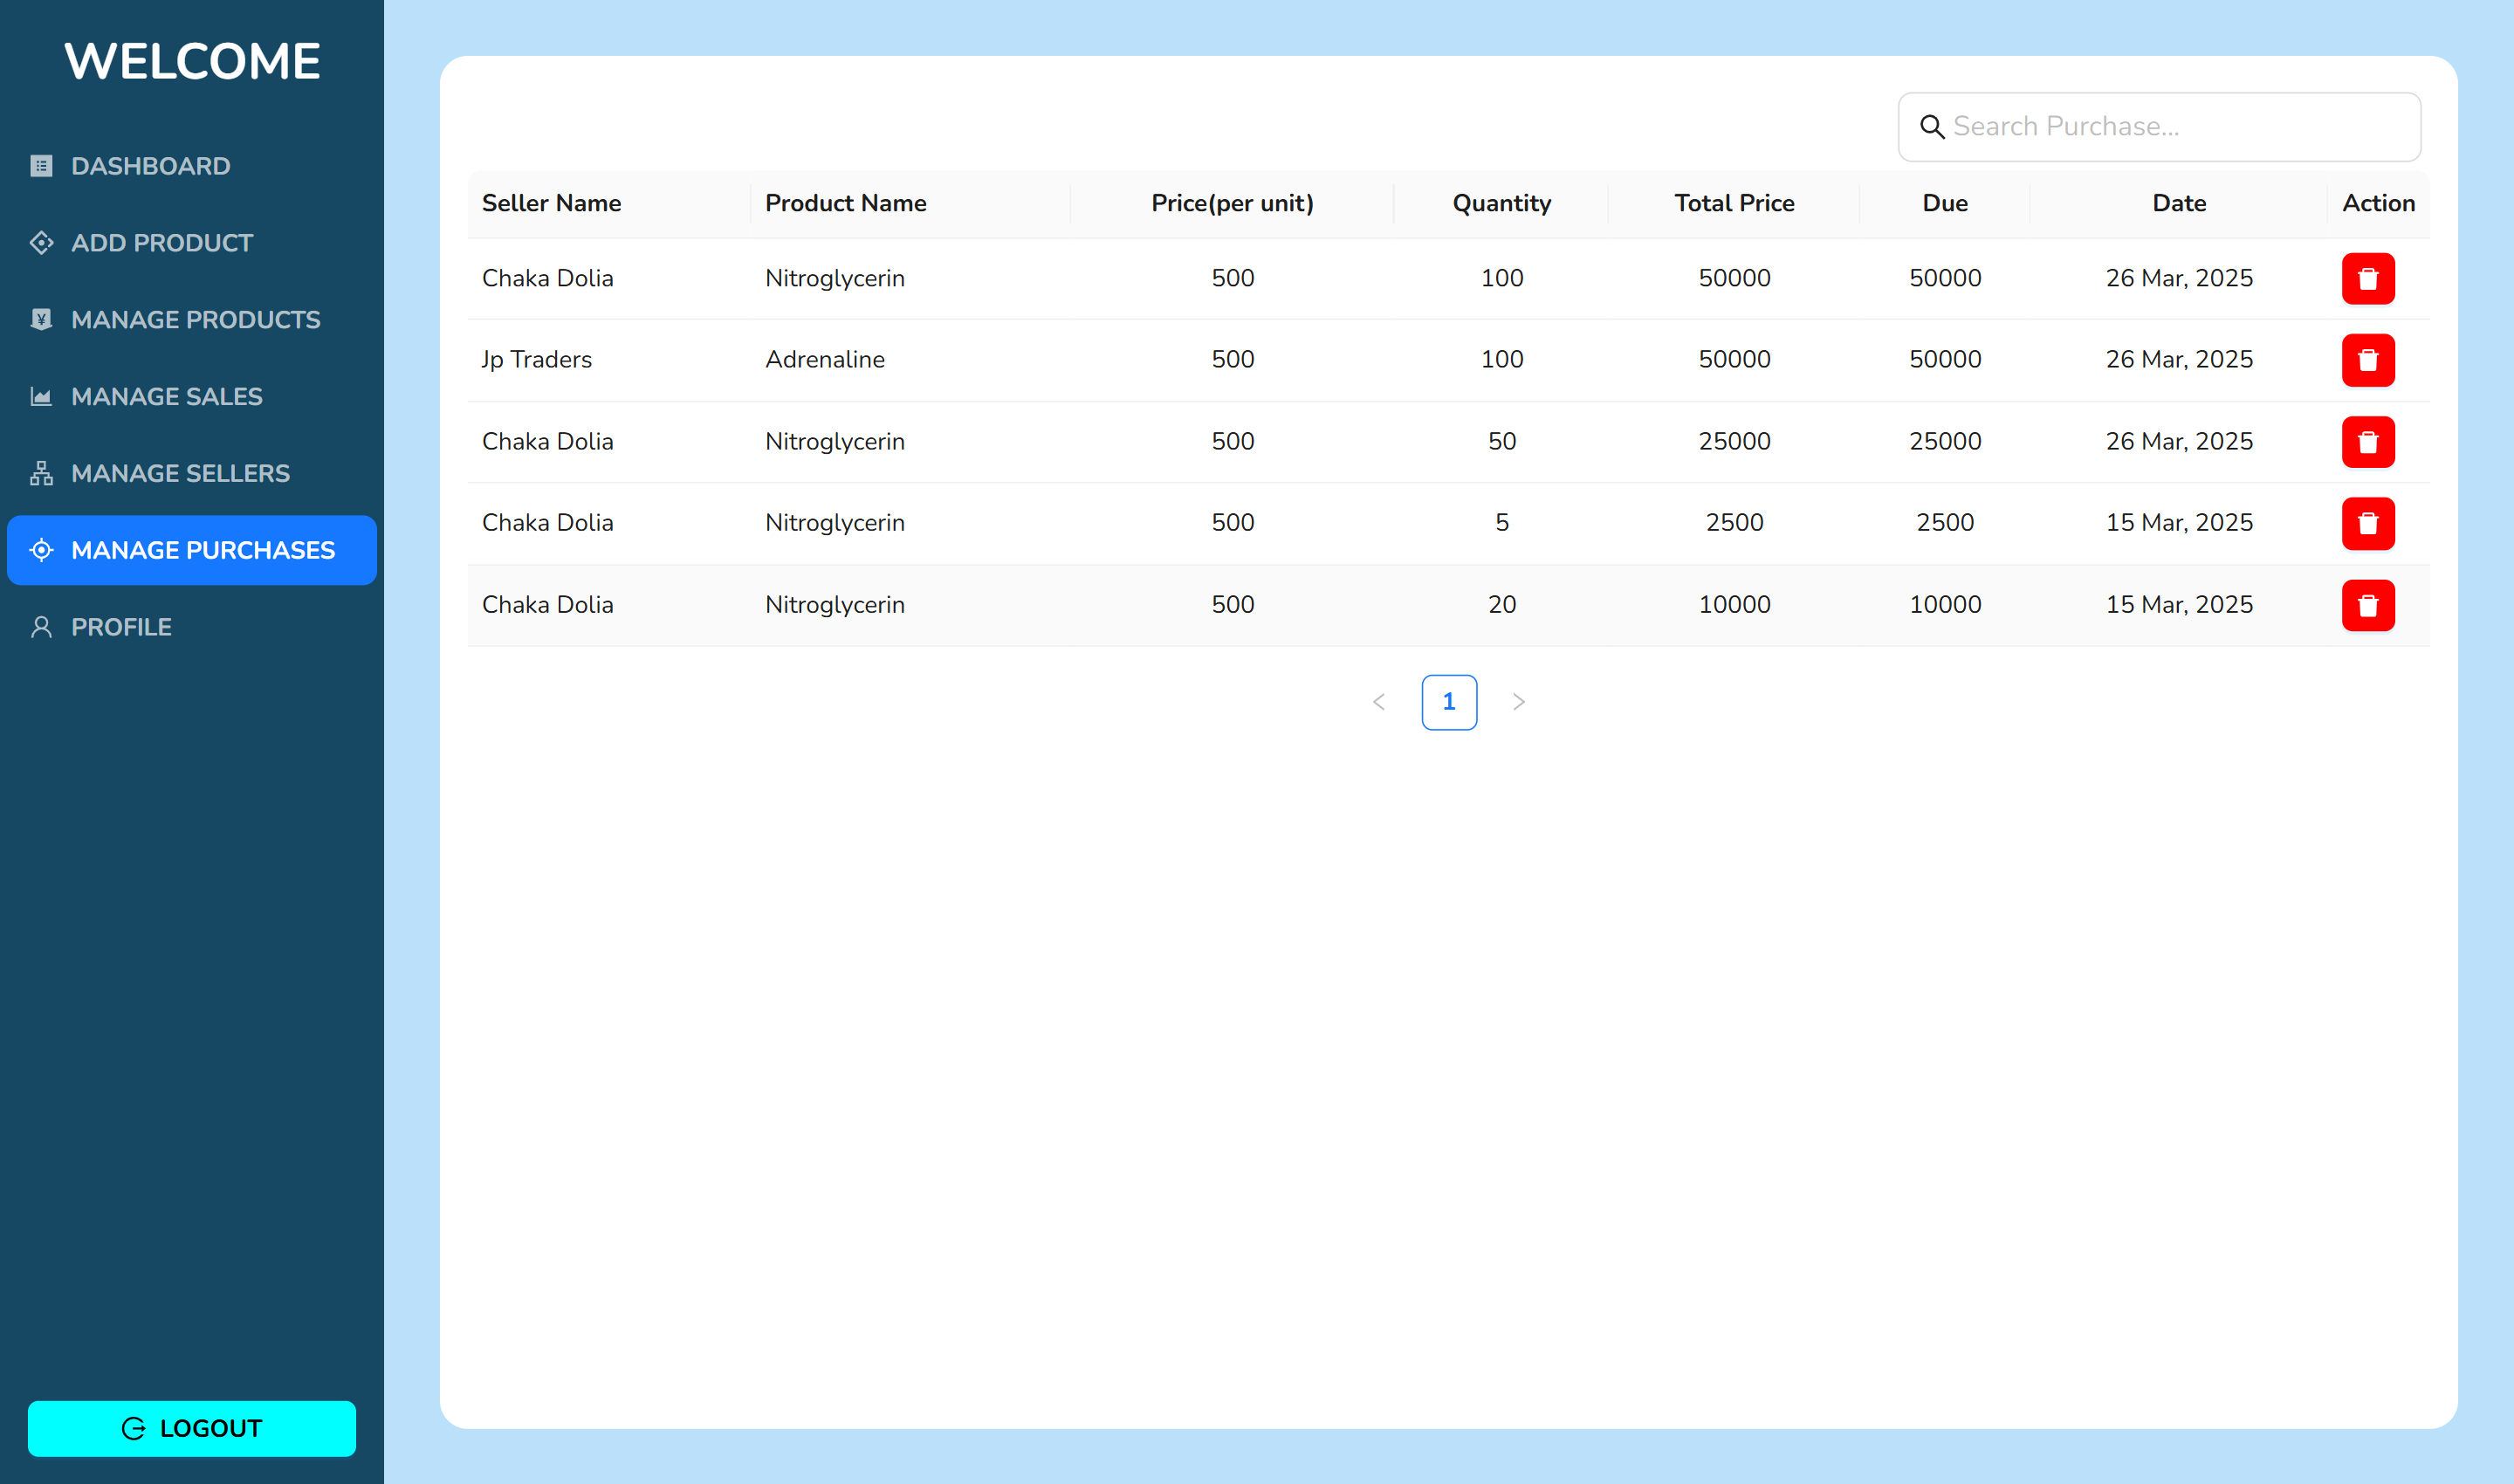 WELCOME
DASHBOARD
ADD PRODUCT
MANAGE PRODUCTS
MANAGE SALES
MANAGE SELLERS
MANAGE PURCHASES
PROFILE
LOGOUT
Search Purchase...
Seller Name Product Name Price(per unit) Quantity Total Price Due Date Action
Chaka Dolia Nitroglycerin 500 100 50000 50000 26 Mar, 2025
Jp Traders Adrenaline 500 100 50000 50000 26 Mar, 2025
Chaka Dolia Nitroglycerin 500 50 25000 25000 26 Mar, 2025
Chaka Dolia Nitroglycerin 500 5 2500 2500 15 Mar, 2025
Chaka Dolia Nitroglycerin 500 20 10000 10000 15 Mar, 2025
1